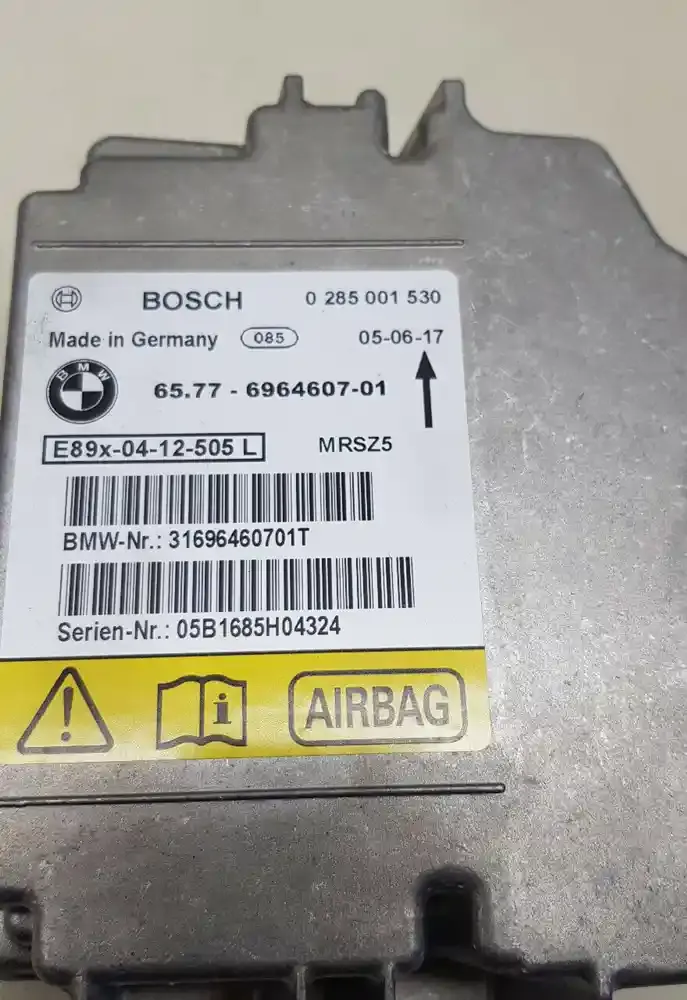 BOSCH 0 285 001 530
Made in Germany 085 05-06-17
BMW 65.77 - 6964607-01
E89x-04-12-505 L MRSZ5
BMW-Nr.: 31696460701T
Serien-Nr.: 05B1685H04324
! i AIRBAG